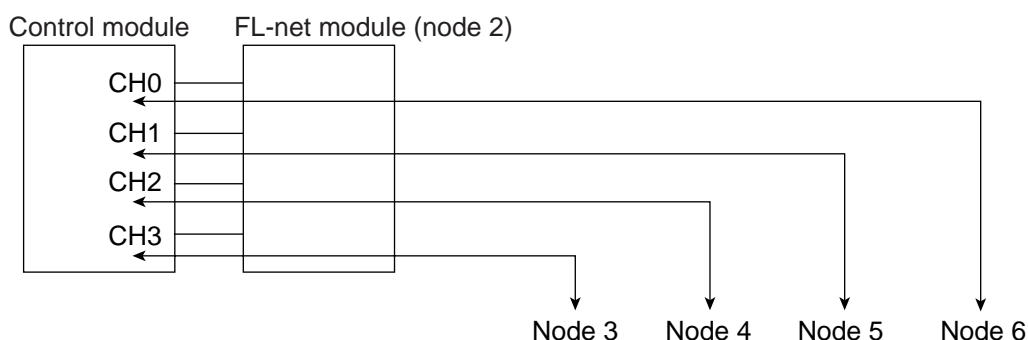 Control module FL-net module (node 2)
CH0
CH1
CH2
CH3
Node 3 Node 4 Node 5 Node 6